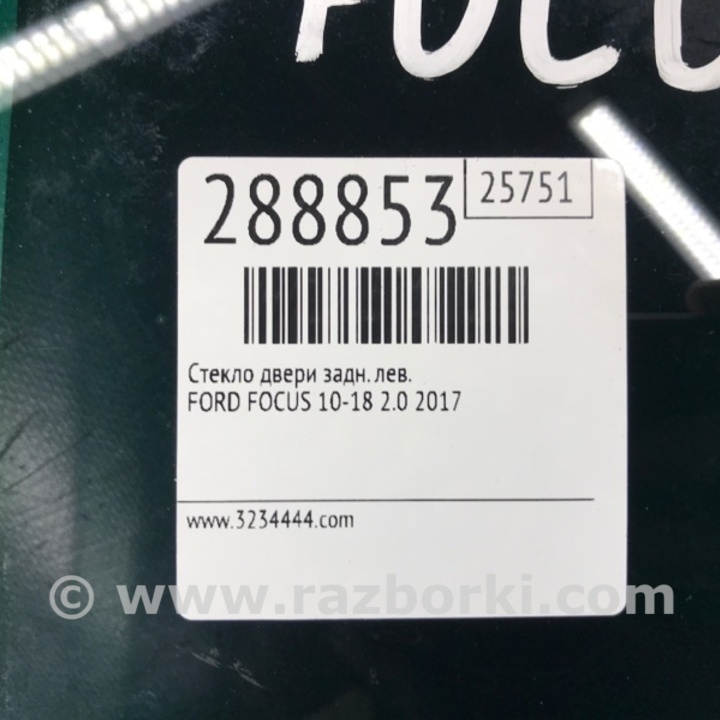 FOCU
288853
25751
Стекло двери задн. лев.
FORD FOCUS 10-18 2.0 2017
www.3234444.com
© www.razborki.com